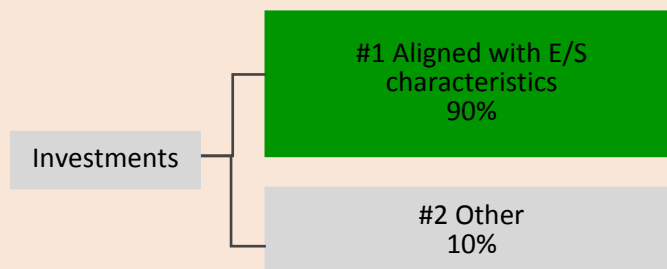 #1 Aligned with E/S
characteristics
90%
Investments
#2 Other
10%